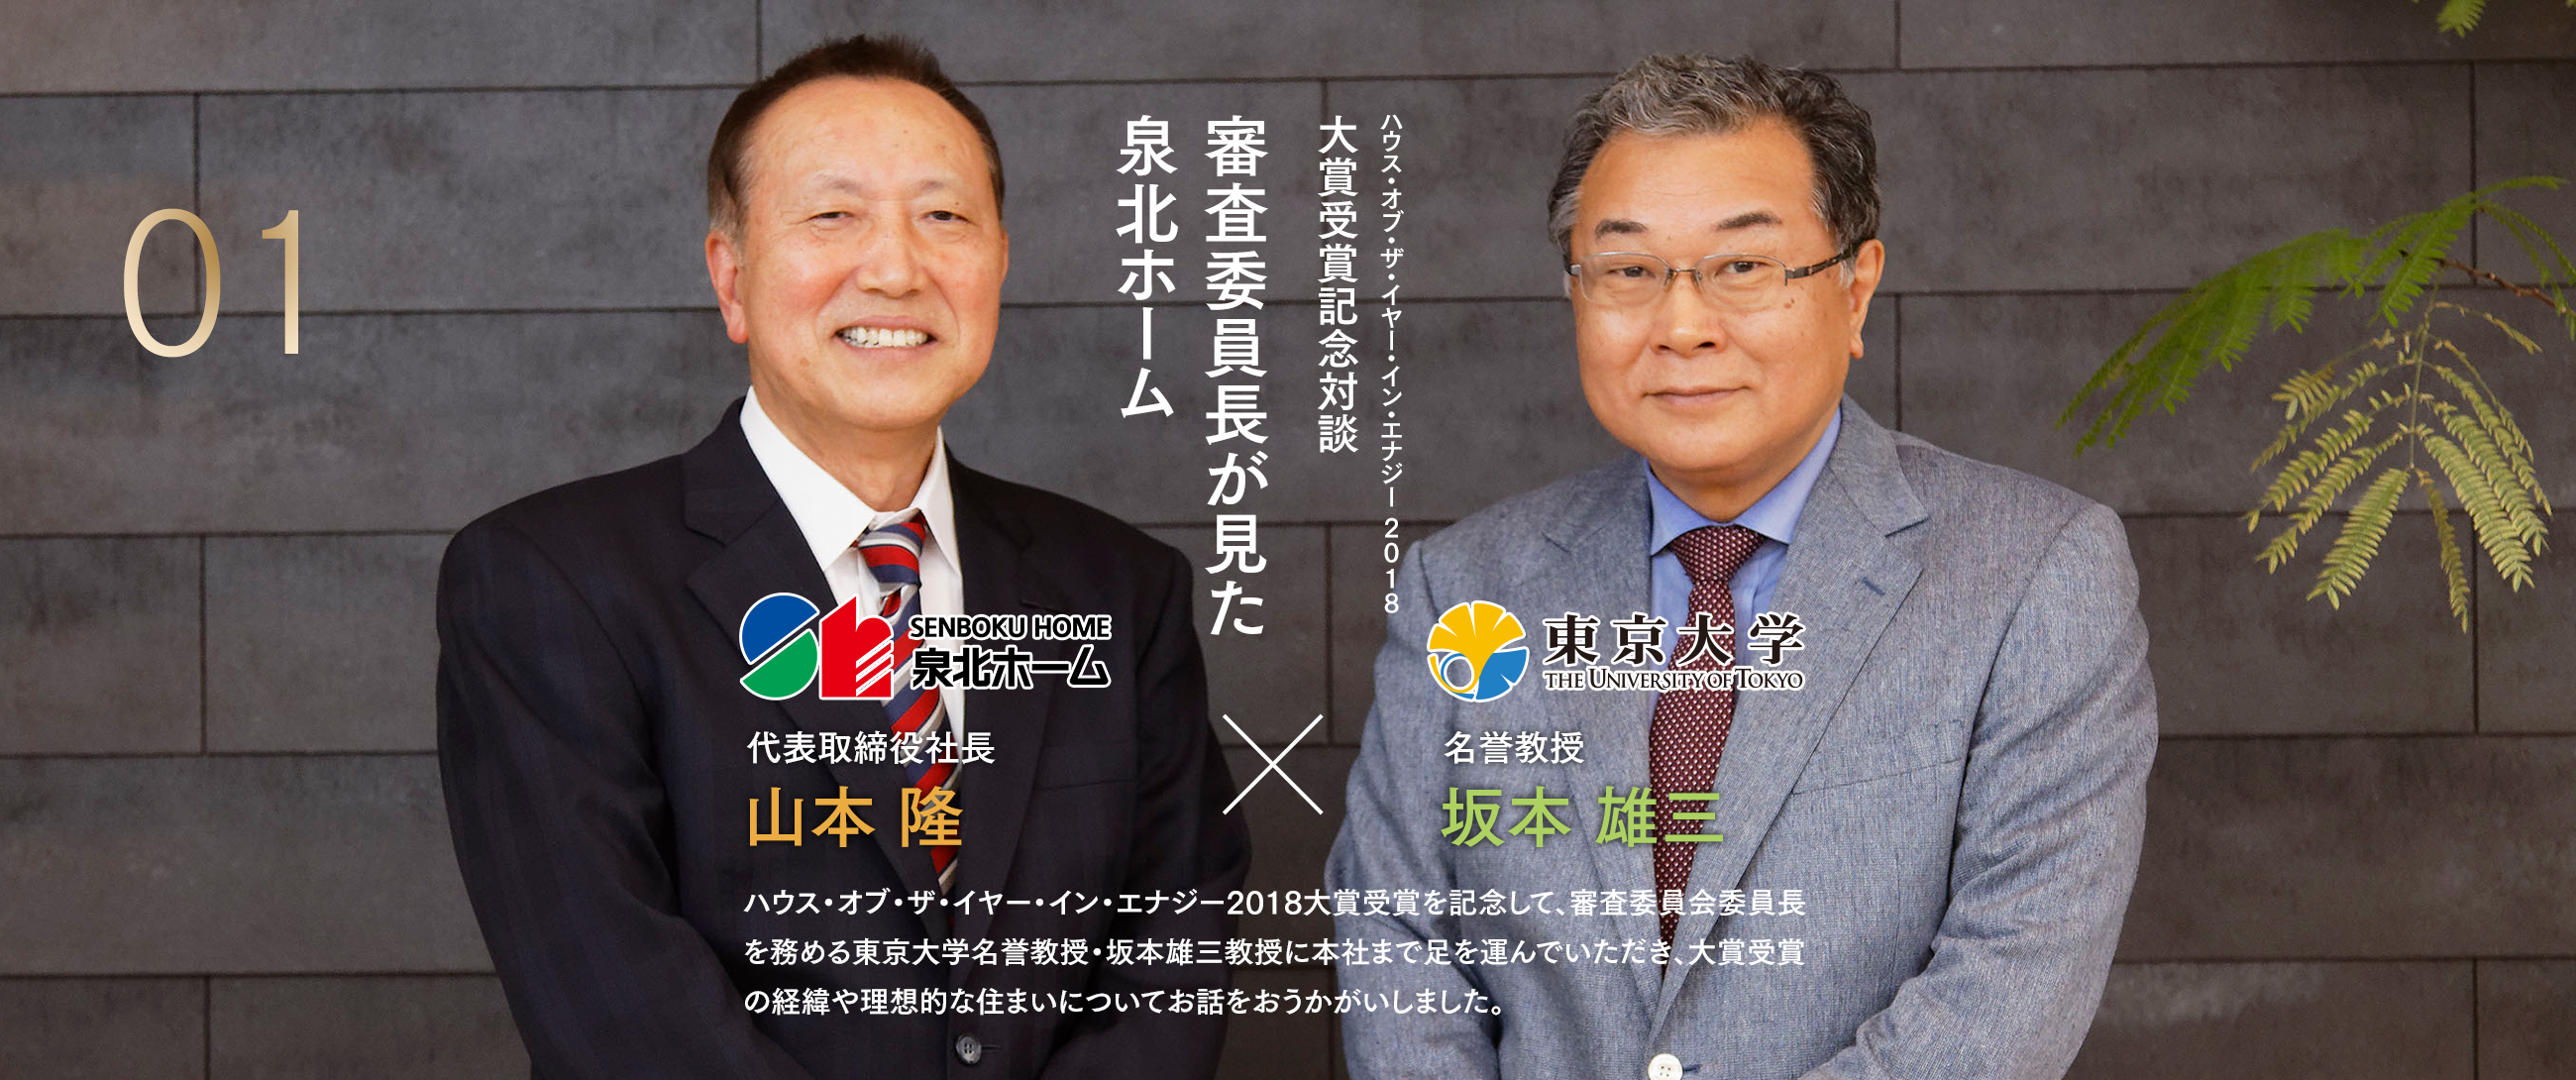 01
ハウス・オブ・ザ・イヤー・イン・エナジー 2018
大賞受賞記念対談
審査委員長が見た
泉北ホーム
SENBOKU HOME
泉北ホーム
代表取締役社長
山本 隆
東京大学
THE UNIVERSITY OF TOKYO
名誉教授
坂本 雄三
ハウス・オブ・ザ・イヤー・イン・エナジー2018大賞受賞を記念して、審査委員会委員長
を務める東京大学名誉教授・坂本雄三教授に本社まで足を運んでいただき、大賞受賞
の経緯や理想的な住まいについてお話をおうかがいしました。